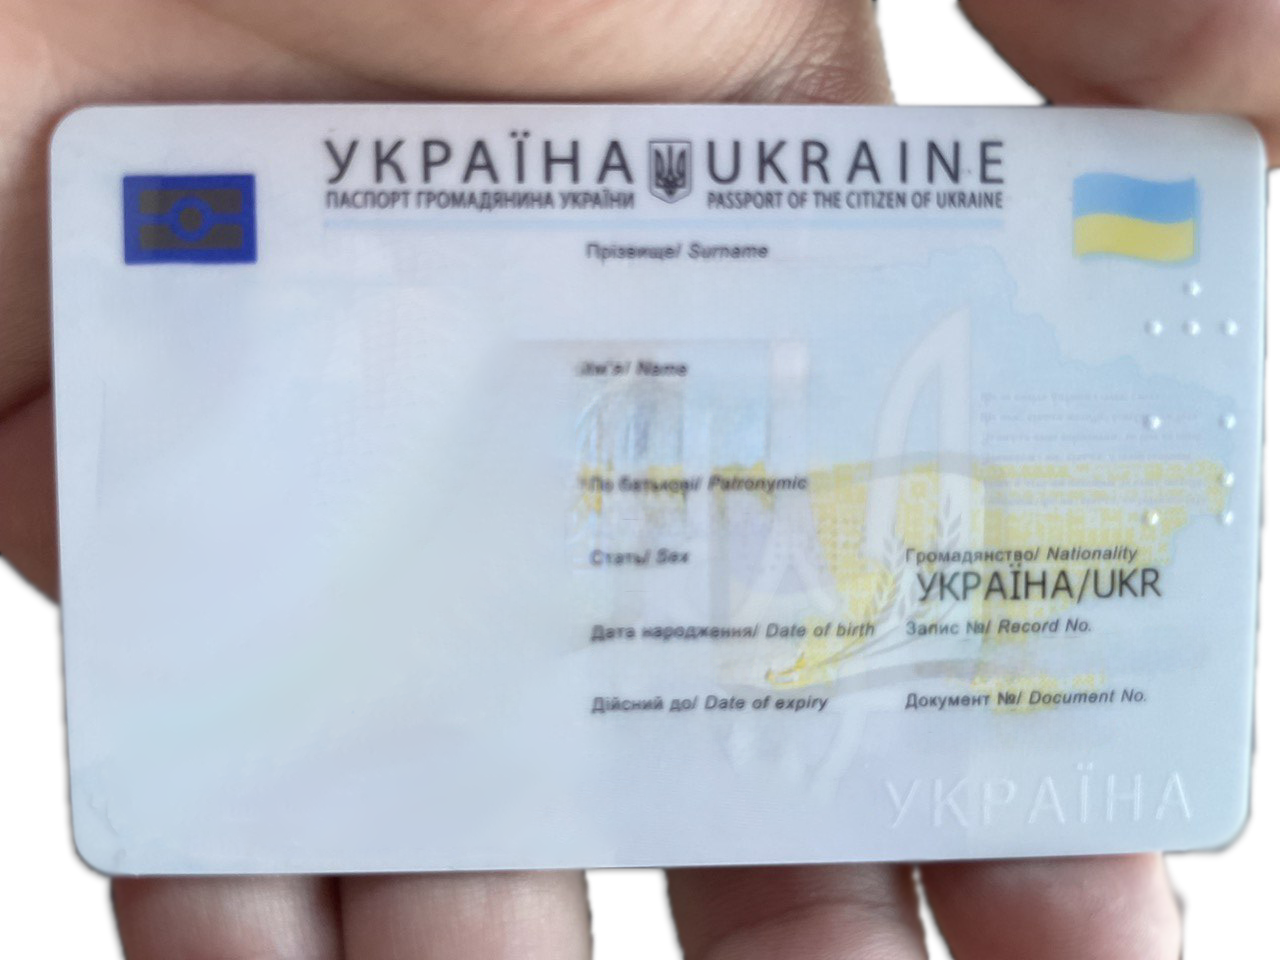 УКРАЇНА UKRAINE
ПАСПОРТ ГРОМАДЯНИНА УКРАЇНИ PASSPORT OF THE CITIZEN OF UKRAINE
Прізвище/ Surname
Ім'я/ Name
По батькові/ Patronymic
Стать/ Sex
Громадянство/ Nationality
УКРАЇНА/UKR
Дата народження/ Date of birth
Запис №/ Record No.
Дійсний до/ Date of expiry
Документ №/ Document No.
УКРАЇНА